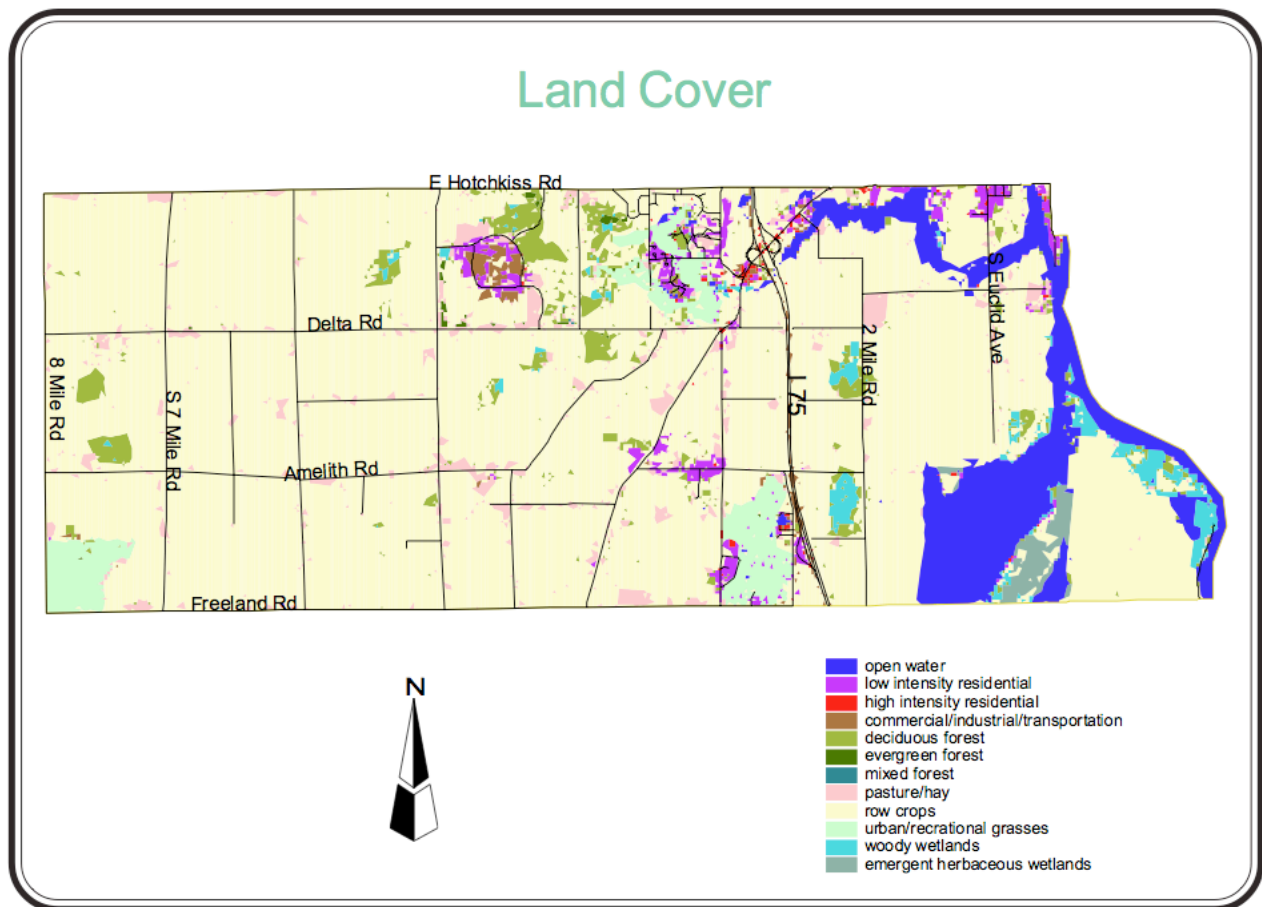 Land Cover
E Hotchkiss Rd
S Euclid Ave
Delta Rd
2 Mile Rd
8 Mile Rd
I 75
S 7 Mile Rd
Amelith Rd
Freeland Rd
N
open water
low intensity residential
high intensity residential
commercial/industrial/transportation
deciduous forest
evergreen forest
mixed forest
pasture/hay
row crops
urban/recrational grasses
woody wetlands
emergent herbaceous wetlands